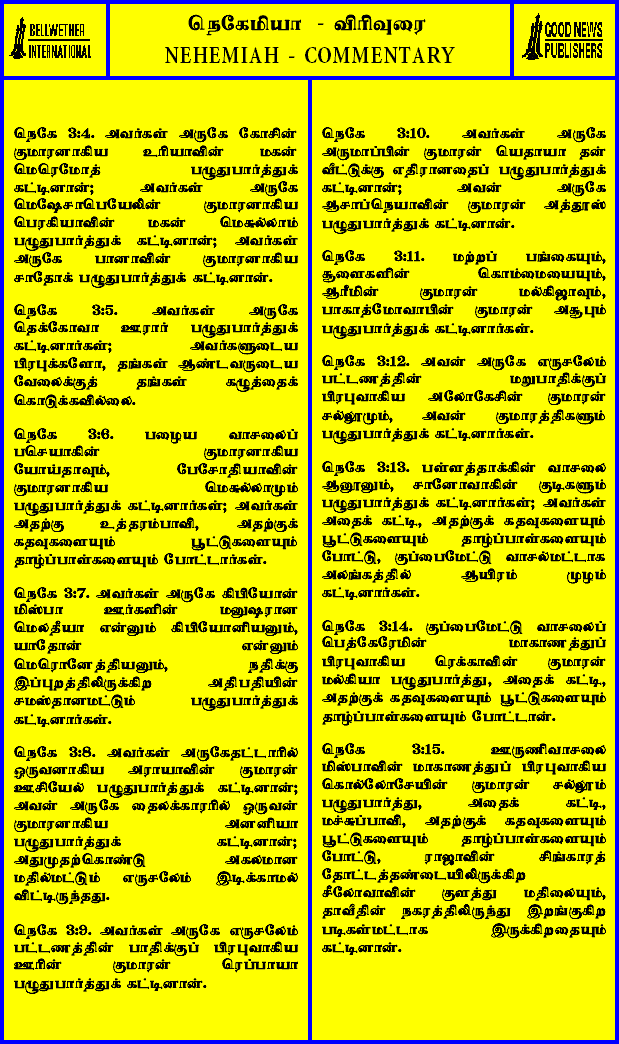 BELLWETHER
INTERNATIONAL
நெகேமியா - விரிவுரை
NEHEMIAH - COMMENTARY
GOOD NEWS
PUBLISHERS
நெகே 3:4. அவர்கள் அருகே கோசின்
குமாரனாகிய உரியாவின் மகன்
மெரெமோத் பழுதுபார்த்துக்
கட்டினான்; அவர்கள் அருகே
மெஷேசாபெயேலின் குமாரனாகிய
பெரகியாவின் மகன் மெசுல்லாம்
பழுதுபார்த்துக் கட்டினான்; அவர்கள்
அருகே பானாவின் குமாரனாகிய
சாதோக் பழுதுபார்த்துக் கட்டினான்.
நெகே 3:5. அவர்கள் அருகே
தெக்கோவா ஊரார் பழுதுபார்த்துக்
கட்டினார்கள்; அவர்களுடைய
பிரபுக்களோ, தங்கள் ஆண்டவருடைய
வேலைக்குத் தங்கள் கழுத்தைக்
கொடுக்கவில்லை.
நெகே 3:6. பழைய வாசலைப்
பசெயாகின் குமாரனாகிய
யோய்தாவும், பேசோதியாவின்
குமாரனாகிய மெசுல்லாமும்
பழுதுபார்த்துக் கட்டினார்கள்; அவர்கள்
அதற்கு உத்தரம்பாவி, அதற்குக்
கதவுகளையும் பூட்டுகளையும்
தாழ்ப்பாள்களையும் போட்டார்கள்.
நெகே 3:7. அவர்கள் அருகே கிபியோன்
மிஸ்பா ஊர்களின் மனுஷரான
மெலதியா என்னும் கிபியோனியனும்,
யாதோன் என்னும்
மெரொனேத்தியனும், நதிக்கு
இப்புறத்திலிருக்கிற அதிபதியின்
சமஸ்தானமட்டும் பழுதுபார்த்துக்
கட்டினார்கள்.
நெகே 3:8. அவர்கள் அருகேதட்டாரில்
ஒருவனாகிய அராயாவின் குமாரன்
ஊசியேல் பழுதுபார்த்துக் கட்டினான்;
அவன் அருகே தைலக்காரரில் ஒருவன்
குமாரனாகிய அனனியா
பழுதுபார்த்துக் கட்டினான்;
அதுமுதற்கொண்டு அகலமான
மதில்மட்டும் எருசலேம் இடிக்காமல்
விட்டிருந்தது.
நெகே 3:9. அவர்கள் அருகே எருசலேம்
பட்டணத்தின் பாதிக்குப் பிரபுவாகிய
ஊரின் குமாரன் ரெப்பாயா
பழுதுபார்த்துக் கட்டினான்.
நெகே 3:10. அவர்கள் அருகே
அருமாப்பின் குமாரன் யெதாயா தன்
வீட்டுக்கு எதிரானதைப் பழுதுபார்த்துக்
கட்டினான்; அவன் அருகே
ஆசாப்நெயாவின் குமாரன் அத்தூஸ்
பழுதுபார்த்துக் கட்டினான்.
நெகே 3:11. மற்றப் பங்கையும்,
சூளைகளின் கொம்மையையும்,
ஆரீமின் குமாரன் மல்கிஜாவும்,
பாகாத்மோவாபின் குமாரன் அசூபும்
பழுதுபார்த்துக் கட்டினார்கள்.
நெகே 3:12. அவன் அருகே எருசலேம்
பட்டணத்தின் மறுபாதிக்குப்
பிரபுவாகிய அலோகேசின் குமாரன்
சல்லூமும், அவன் குமாரத்திகளும்
பழுதுபார்த்துக் கட்டினார்கள்.
நெகே 3:13. பள்ளத்தாக்கின் வாசலை
ஆனூனும், சானோவாகின் குடிகளும்
பழுதுபார்த்துக் கட்டினார்கள்; அவர்கள்
அதைக் கட்டி, அதற்குக் கதவுகளையும்
பூட்டுகளையும் தாழ்ப்பாள்களையும்
போட்டு, குப்பைமேட்டு வாசல்மட்டாக
அலங்கத்தில் ஆயிரம் முழம்
கட்டினார்கள்.
நெகே 3:14. குப்பைமேட்டு வாசலைப்
பெத்கேரேமின் மாகாணத்துப்
பிரபுவாகிய ரெக்காவின் குமாரன்
மல்கியா பழுதுபார்த்து, அதைக் கட்டி,
அதற்குக் கதவுகளையும் பூட்டுகளையும்
தாழ்ப்பாள்களையும் போட்டான்.
நெகே 3:15. ஊருணிவாசலை
மிஸ்பாவின் மாகாணத்துப் பிரபுவாகிய
கொல்லோசேயின் குமாரன் சல்லூம்
பழுதுபார்த்து, அதைக் கட்டி,
மச்சுப்பாவி, அதற்குக் கதவுகளையும்
பூட்டுகளையும் தாழ்ப்பாள்களையும்
போட்டு, ராஜாவின் சிங்காரத்
தோட்டத்தண்டையிலிருக்கிற
சீலோவாவின் குளத்து மதிலையும்,
தாவீதின் நகரத்திலிருந்து இறங்குகிற
படிகள்மட்டாக இருக்கிறதையும்
கட்டினான்.